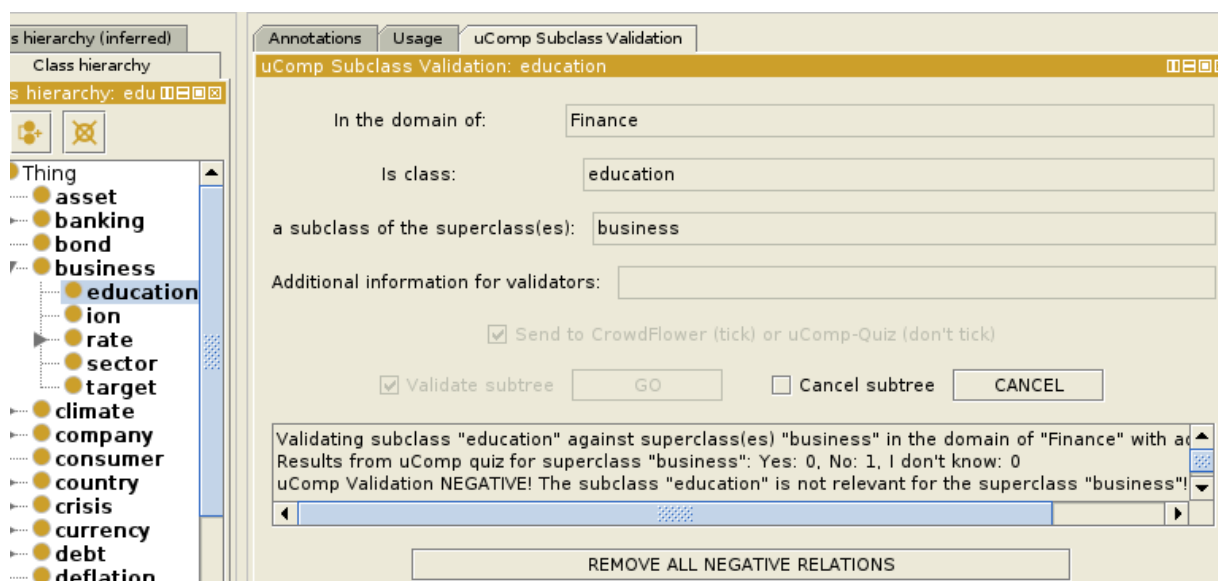 s hierarchy (inferred)
Class hierarchy
s hierarchy: edu
Thing
asset
banking
bond
business
education
ion
rate
sector
target
climate
company
consumer
country
crisis
currency
debt
deflation
Annotations Usage uComp Subclass Validation
uComp Subclass Validation: education
In the domain of: Finance
Is class: education
a subclass of the superclass(es): business
Additional information for validators:
Send to CrowdFlower (tick) or uComp-Quiz (don't tick)
Validate subtree GO Cancel subtree CANCEL
Validating subclass "education" against superclass(es) "business" in the domain of "Finance" with ad
Results from uComp quiz for superclass "business": Yes: 0, No: 1, I don't know: 0
uComp Validation NEGATIVE! The subclass "education" is not relevant for the superclass "business"!
REMOVE ALL NEGATIVE RELATIONS